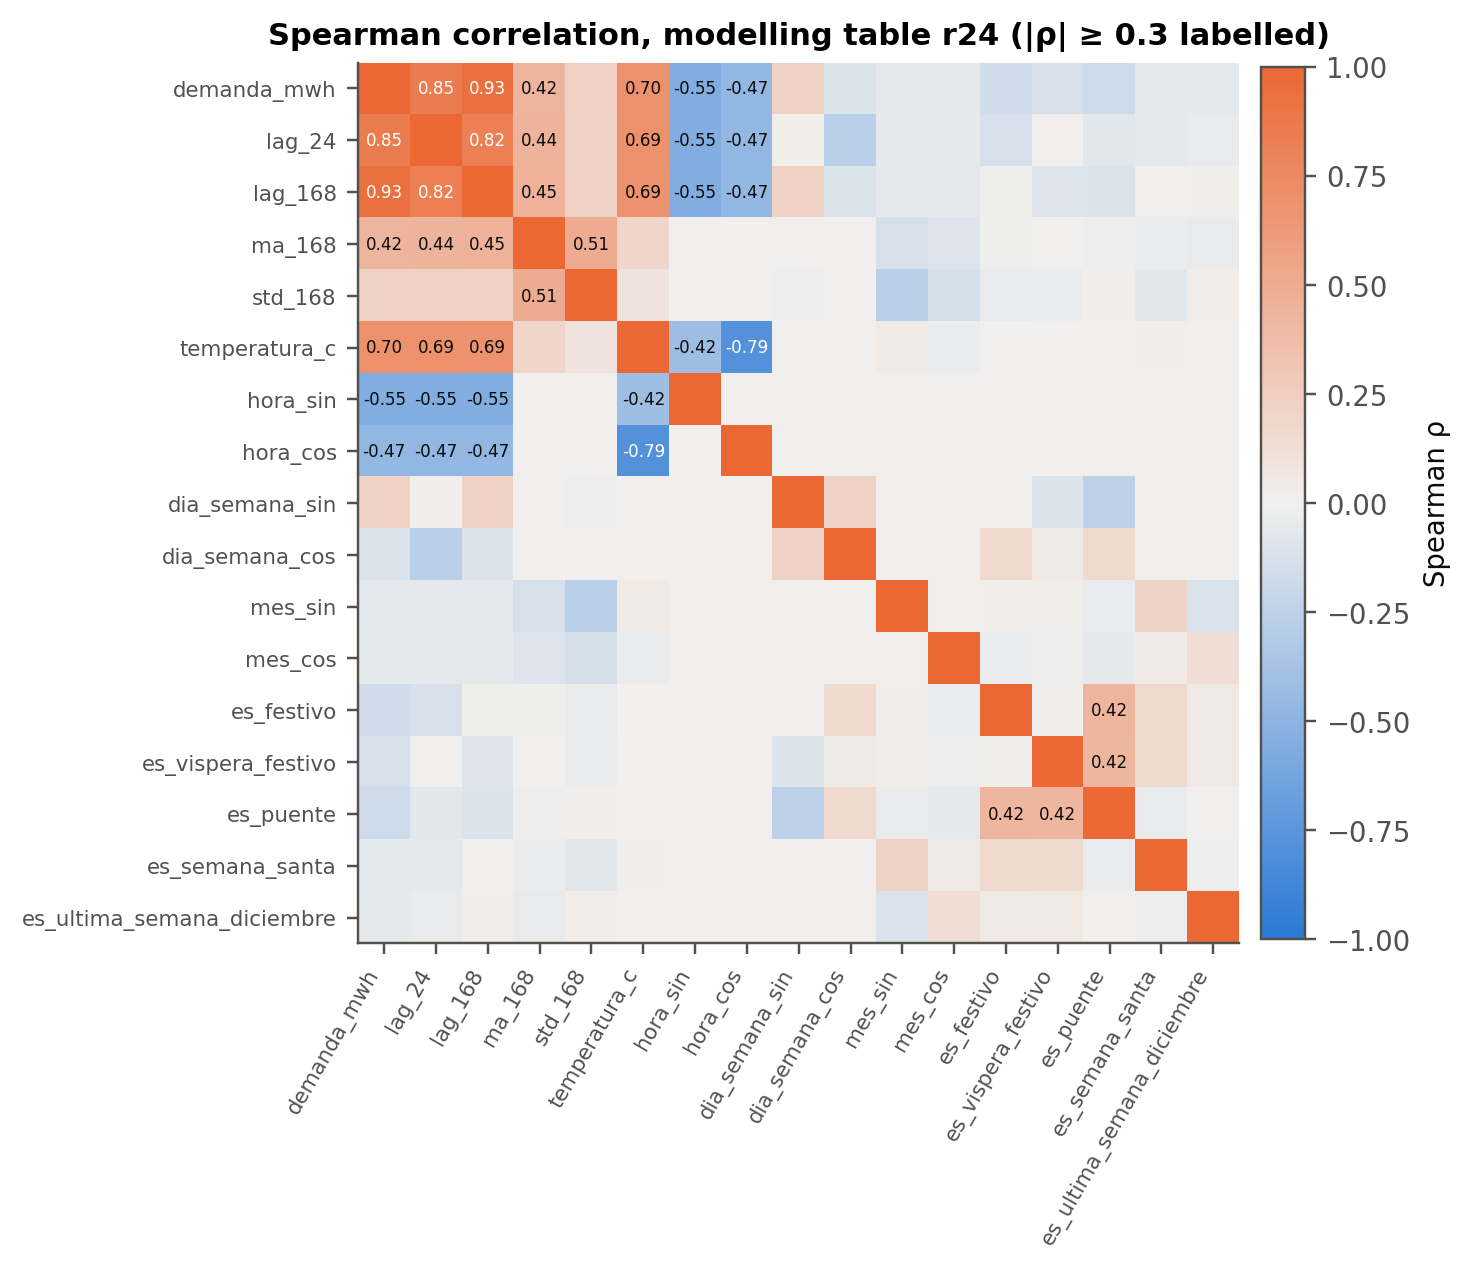 Spearman correlation, modelling table r24 (|ρ| ≥ 0.3 labelled)
demanda_mwh 0.85 0.93 0.42 0.70 -0.55 -0.47
lag_24 0.85 0.82 0.44 0.69 -0.55 -0.47
lag_168 0.93 0.82 0.45 0.69 -0.55 -0.47
ma_168 0.42 0.44 0.45 0.51
std_168 0.51
temperatura_c 0.70 0.69 0.69 -0.42 -0.79
hora_sin -0.55 -0.55 -0.55 -0.42
hora_cos -0.47 -0.47 -0.47 -0.79
dia_semana_sin
dia_semana_cos
mes_sin
mes_cos
es_festivo 0.42
es_vispera_festivo 0.42
es_puente 0.42 0.42
es_semana_santa
es_ultima_semana_diciembre
demanda_mwh
lag_24
lag_168
ma_168
std_168
temperatura_c
hora_sin
hora_cos
dia_semana_sin
dia_semana_cos
mes_sin
mes_cos
es_festivo
es_vispera_festivo
es_puente
es_semana_santa
es_ultima_semana_diciembre
1.00
0.75
0.50
0.25
0.00
−0.25
−0.50
−0.75
−1.00
Spearman ρ